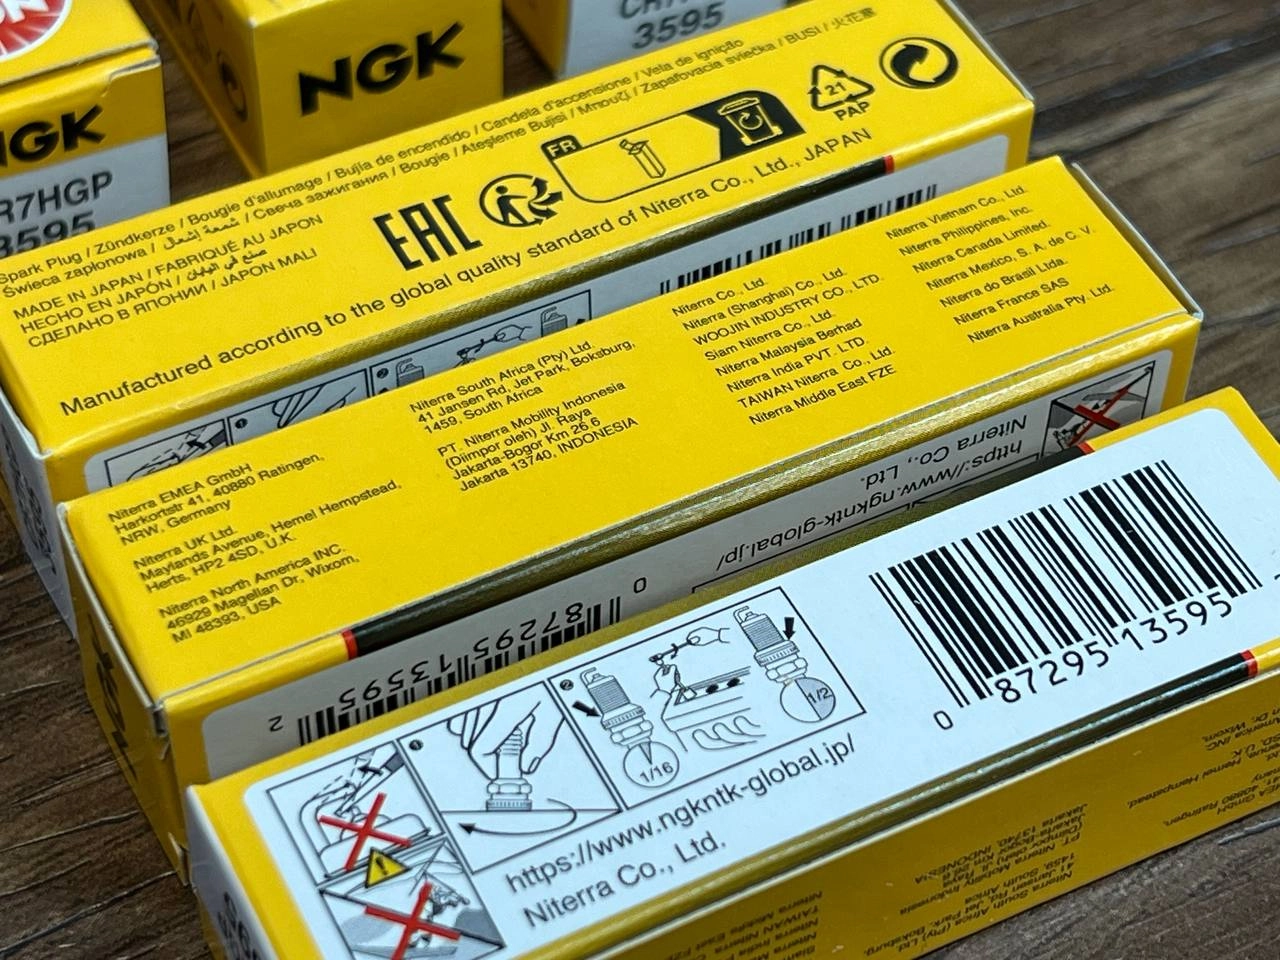 NGK
NGK
R7HGP
3595
3595
Spark Plug / Zündkerze / Bougie d'allumage / Bujía de encendido / Candela d'accensione / Vela de ignição
Świeca zapłonowa / شمعة إشعال / Свеча зажигания / Bougie / Ateşleme Bujisi / Μπουζί / Zapaľovacia sviečka / BUSI / 火花塞
MADE IN JAPAN / FABRIQUÉ AU JAPON
HECHO EN JAPÓN / صنع في اليابان / JAPON MALI
СДЕЛАНО В ЯПОНИИ
EAC
FR
21
PAP
Manufactured according to the global quality standard of Niterra Co., Ltd., JAPAN
Niterra EMEA GmbH
Harkortstr 41, 40880 Ratingen,
NRW, Germany
Niterra UK Ltd.
Maylands Avenue, Hemel Hempstead,
Herts, HP2 4SD, U.K.
Niterra North America INC.
46929 Magellan Dr, Wixom,
MI 48393, USA
Niterra South Africa (Pty) Ltd.
41 Jansen Rd, Jet Park, Boksburg,
1459, South Africa
PT. Niterra Mobility Indonesia
(Diimpor oleh) Jl. Raya
Jakarta-Bogor Km 26.6
Jakarta 13740, INDONESIA
Niterra Co., Ltd.
Niterra (Shanghai) Co., Ltd.
WOOJIN INDUSTRY CO., LTD.
Siam Niterra Co., Ltd.
Niterra Malaysia Berhad
Niterra India PVT. LTD.
TAIWAN Niterra Co., Ltd.
Niterra Middle East FZE
Niterra Vietnam Co., Ltd.
Niterra Philippines, Inc.
Niterra Canada Limited.
Niterra Mexico, S. A. de C. V.
Niterra do Brasil Ltda.
Niterra France SAS
Niterra Australia Pty. Ltd.
https://www.ngkntk-global.jp/
Niterra Co., Ltd.
0 87295 13595 2
1
2
1/16
1/2
https://www.ngkntk-global.jp/
Niterra Co., Ltd.
0 87295 13595